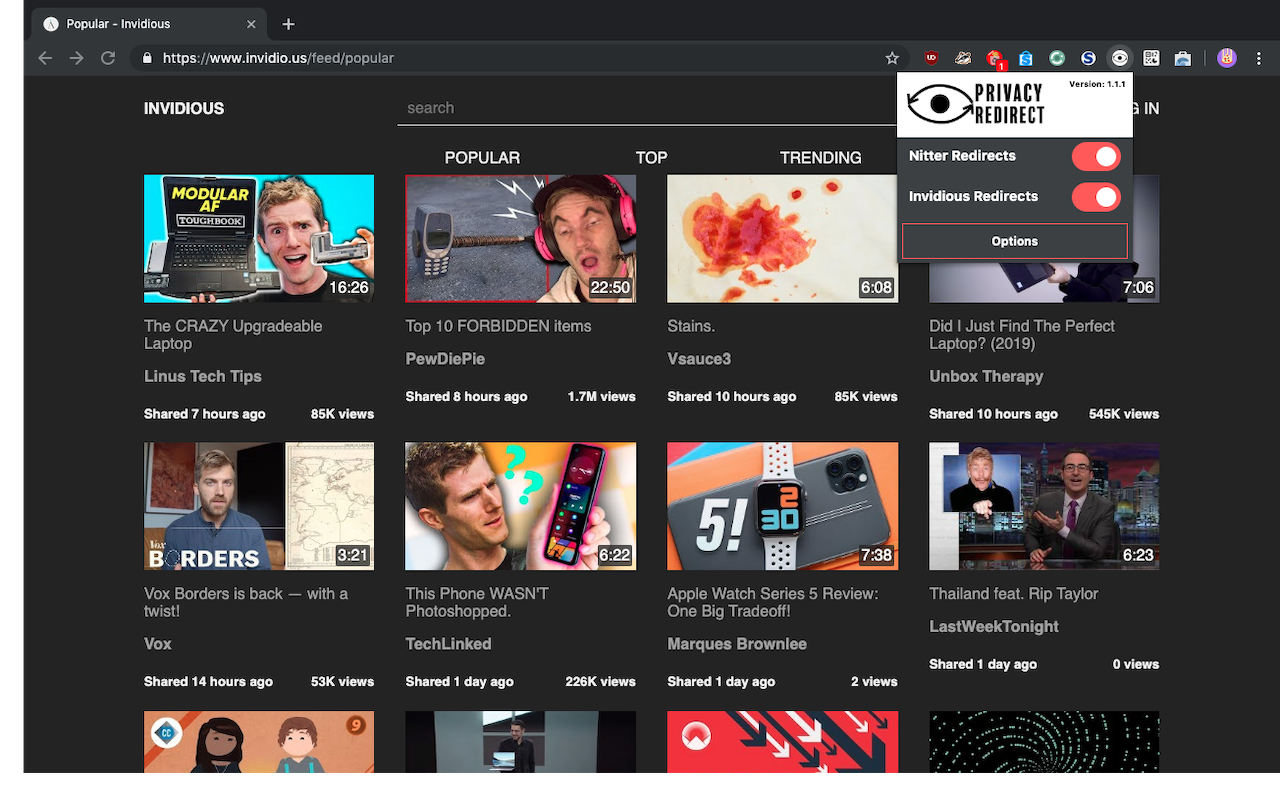 Popular - Invidious
https://www.invidio.us/feed/popular
1
PRIVACY
REDIRECT
Version: 1.1.1
Nitter Redirects
Invidious Redirects
Options
INVIDIOUS
search
G IN
POPULAR
TOP
TRENDING
MODULAR
AF
TOUGHBOOK
16:26
22:50
6:08
7:06
The CRAZY Upgradeable
Laptop
Linus Tech Tips
Shared 7 hours ago
85K views
Top 10 FORBIDDEN items
PewDiePie
Shared 8 hours ago
1.7M views
Stains.
Vsauce3
Shared 10 hours ago
85K views
Did I Just Find The Perfect
Laptop? (2019)
Unbox Therapy
Shared 10 hours ago
545K views
Vox
BORDERS
3:21
??
6:22
5!
2
30
7:38
6:23
Vox Borders is back — with a
twist!
Vox
Shared 14 hours ago
53K views
This Phone WASN'T
Photoshopped.
TechLinked
Shared 1 day ago
226K views
Apple Watch Series 5 Review:
One Big Tradeoff!
Marques Brownlee
Shared 1 day ago
2 views
Thailand feat. Rip Taylor
LastWeekTonight
Shared 1 day ago
0 views
CC
9